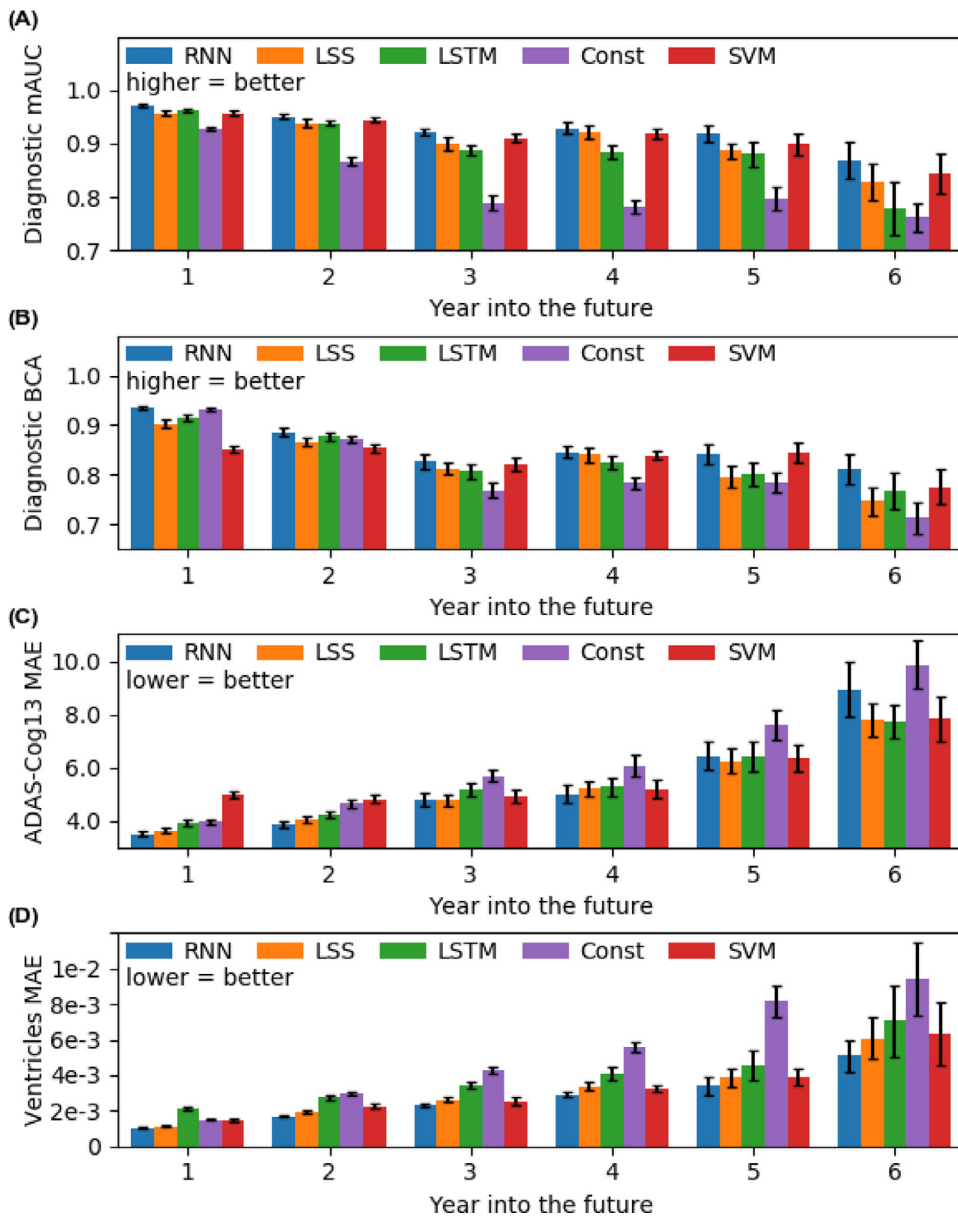 (A)
RNN LSS LSTM Const SVM
higher = better
Diagnostic mAUC
1.0
0.9
0.8
0.7
1 2 3 4 5 6
Year into the future
(B)
RNN LSS LSTM Const SVM
higher = better
Diagnostic BCA
1.0
0.9
0.8
0.7
1 2 3 4 5 6
Year into the future
(C)
RNN LSS LSTM Const SVM
lower = better
ADAS-Cog13 MAE
10.0
8.0
6.0
4.0
1 2 3 4 5 6
Year into the future
(D)
RNN LSS LSTM Const SVM
lower = better
Ventricles MAE
1e-2
8e-3
6e-3
4e-3
2e-3
0
1 2 3 4 5 6
Year into the future